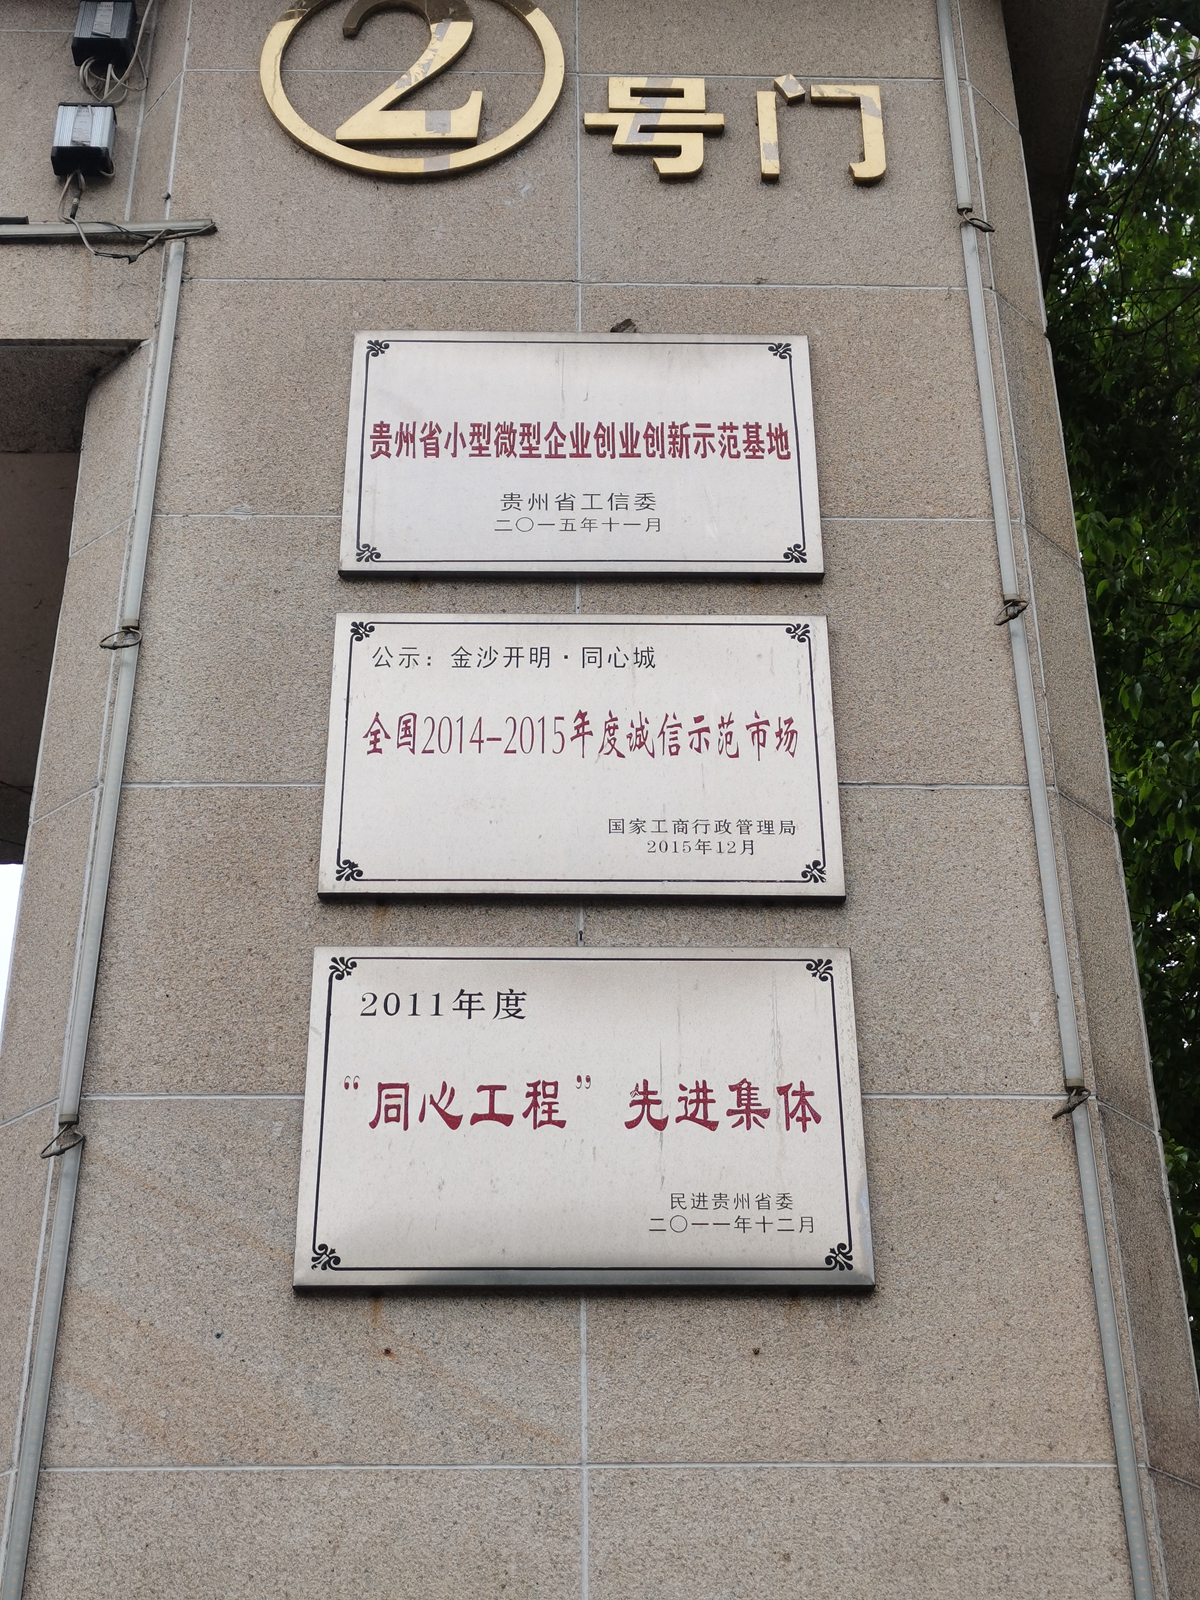 ②号门
贵州省小型微型企业创业创新示范基地
贵州省工信委
二〇一五年十一月
公示：金沙开明·同心城
全国2014-2015年度诚信示范市场
国家工商行政管理局
2015年12月
2011年度
“同心工程”先进集体
民进贵州省委
二〇一一年十二月